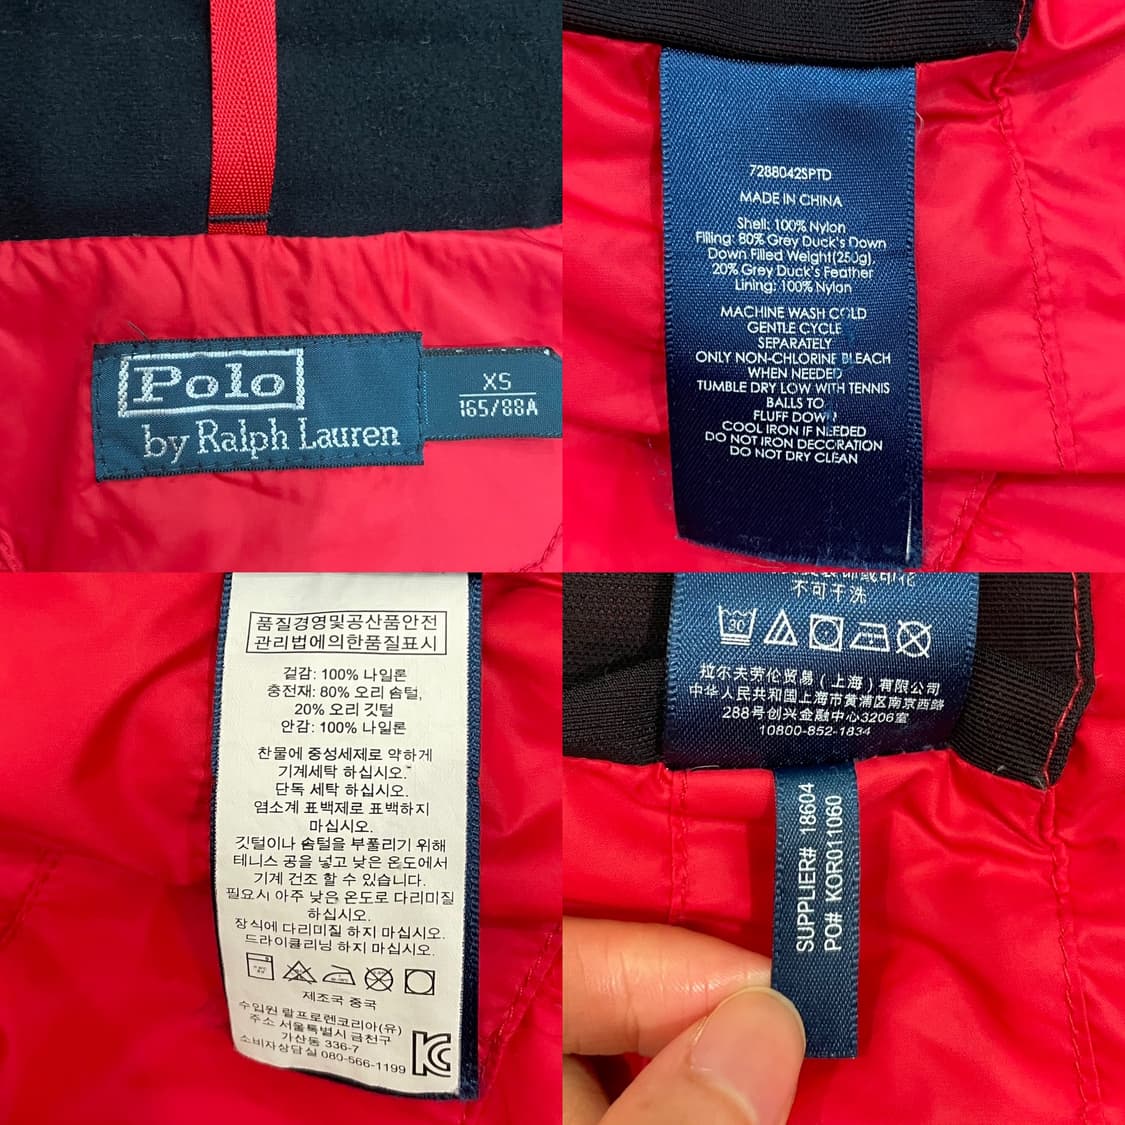 Polo
by Ralph Lauren
XS
165/88A
7288042SPTD
MADE IN CHINA
Shell: 100% Nylon
Filling: 80% Grey Duck's Down
Down Filled Weight(250g)
20% Grey Duck's Feather
Lining: 100% Nylon
MACHINE WASH COLD
GENTLE CYCLE
SEPARATELY
ONLY NON-CHLORINE BLEACH
WHEN NEEDED
TUMBLE DRY LOW WITH TENNIS
BALLS TO
FLUFF DOWN
COOL IRON IF NEEDED
DO NOT IRON DECORATION
DO NOT DRY CLEAN
품질경영및공산품안전
관리법에의한품질표시
겉감: 100% 나일론
충전재: 80% 오리 솜털,
20% 오리 깃털
안감: 100% 나일론
찬물에 중성세제로 약하게
기계세탁 하십시오.
단독 세탁 하십시오.
염소계 표백제로 표백하지
마십시오.
깃털이나 솜털을 부풀리기 위해
테니스 공을 넣고 낮은 온도에서
기계 건조 할 수 있습니다.
필요시 아주 낮은 온도로 다리미질
하십시오.
장식에 다리미질 하지 마십시오.
드라이클리닝 하지 마십시오.
제조국 중국
수입원 랄프로렌코리아(유)
주소 서울특별시 금천구
가산동 336-7
소비자상담실 080-566-1199
不可干洗
30
拉尔夫劳伦贸易（上海）有限公司
中华人民共和国上海市黄浦区南京西路
288号创兴金融中心3206室
10800-852-1834
SUPPLIER# 18604
PO# KOR011060